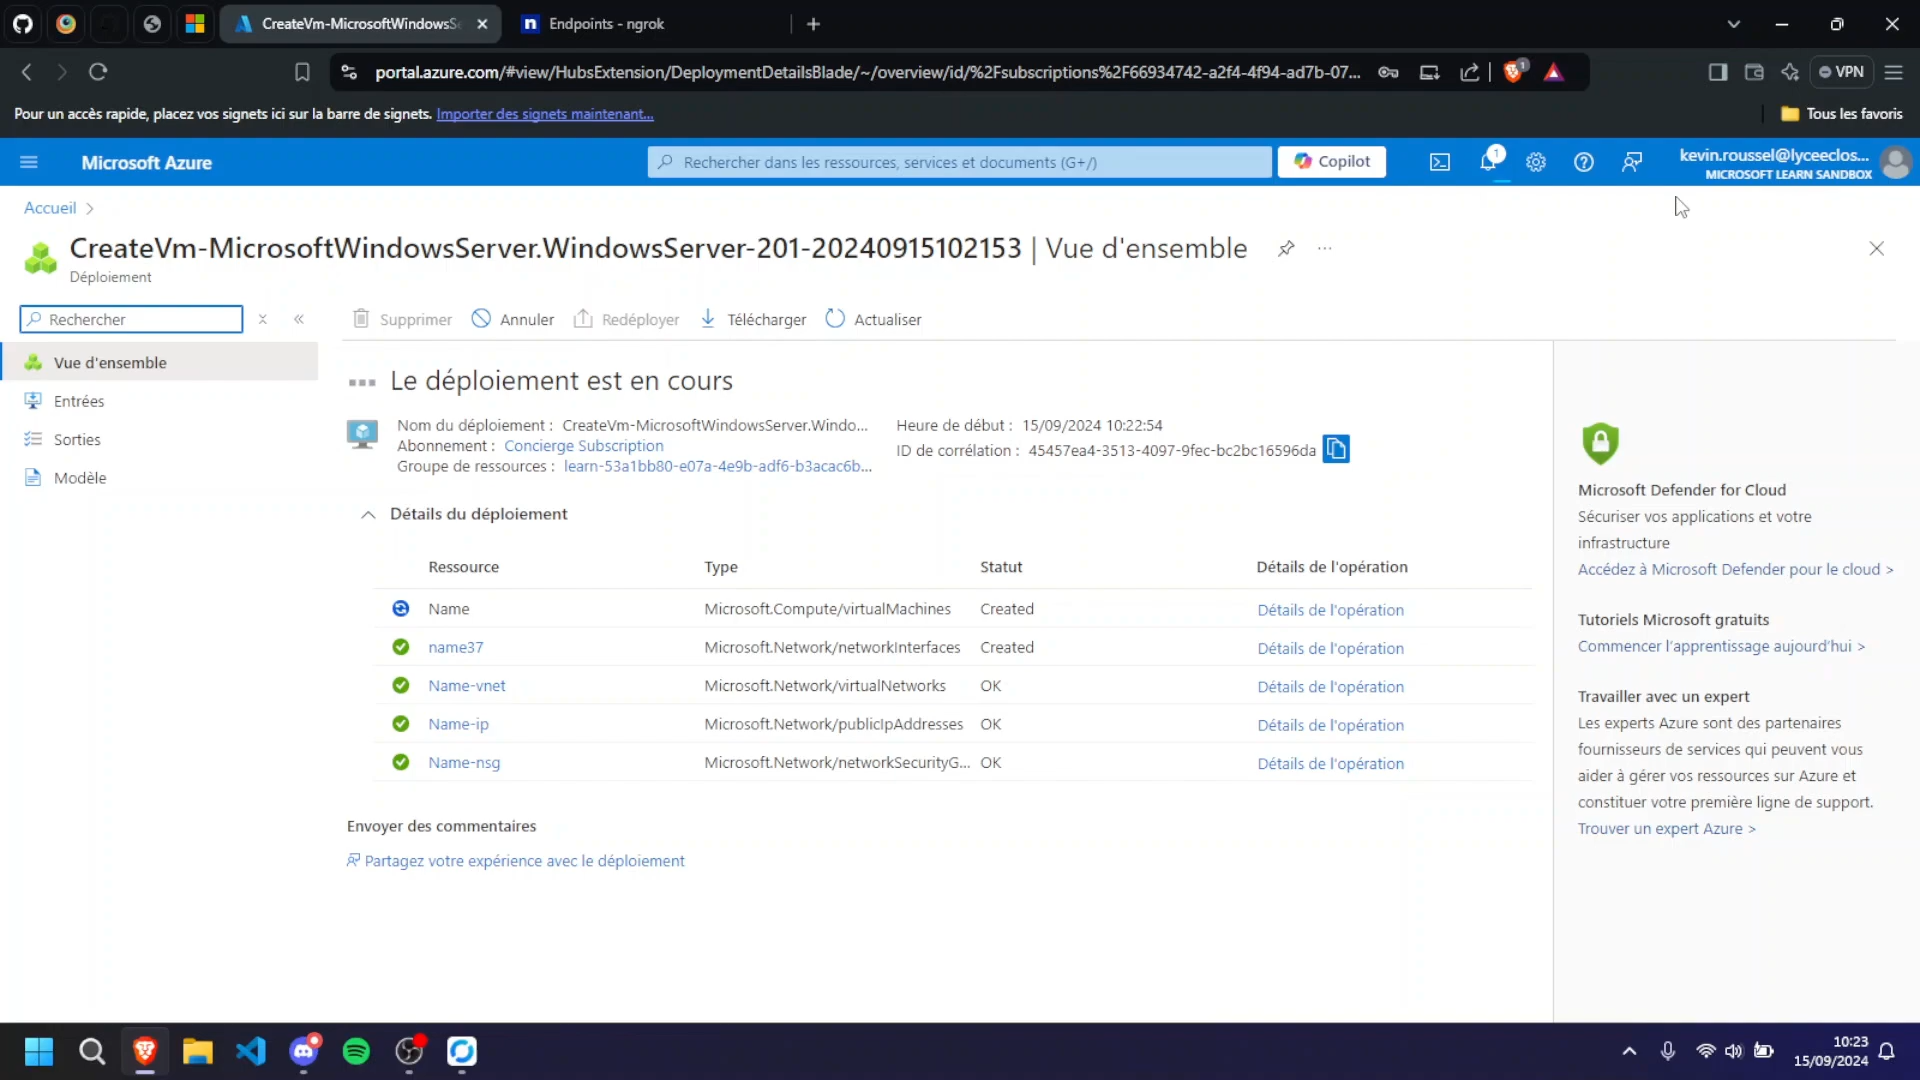 CreateVm-MicrosoftWindowsS
Endpoints - ngrok
portal.azure.com/#view/HubsExtension/DeploymentDetailsBlade/~/overview/id/%2Fsubscriptions%2F66934742-a2f4-4f94-ad7b-07...
1
VPN
Pour un accès rapide, placez vos signets ici sur la barre de signets. Importer des signets maintenant...
Tous les favoris
Microsoft Azure
Rechercher dans les ressources, services et documents (G+/)
Copilot
1
kevin.roussel@lyceeclos...
MICROSOFT LEARN SANDBOX
Accueil
CreateVm-MicrosoftWindowsServer.WindowsServer-201-20240915102153 | Vue d'ensemble
Déploiement
Rechercher
Supprimer
Annuler
Redéployer
Télécharger
Actualiser
Vue d'ensemble
Entrées
Sorties
Modèle
Le déploiement est en cours
Nom du déploiement : CreateVm-MicrosoftWindowsServer.Windo...
Abonnement : Concierge Subscription
Groupe de ressources : learn-53a1bb80-e07a-4e9b-adf6-b3acac6b...
Heure de début : 15/09/2024 10:22:54
ID de corrélation : 45457ea4-3513-4097-9fec-bc2bc16596da
Détails du déploiement
Ressource Type Statut Détails de l'opération
Name Microsoft.Compute/virtualMachines Created Détails de l'opération
name37 Microsoft.Network/networkInterfaces Created Détails de l'opération
Name-vnet Microsoft.Network/virtualNetworks OK Détails de l'opération
Name-ip Microsoft.Network/publicIpAddresses OK Détails de l'opération
Name-nsg Microsoft.Network/networkSecurityG... OK Détails de l'opération
Envoyer des commentaires
Partagez votre expérience avec le déploiement
Microsoft Defender for Cloud
Sécuriser vos applications et votre
infrastructure
Accédez à Microsoft Defender pour le cloud >
Tutoriels Microsoft gratuits
Commencer l'apprentissage aujourd'hui >
Travailler avec un expert
Les experts Azure sont des partenaires
fournisseurs de services qui peuvent vous
aider à gérer vos ressources sur Azure et
constituer votre première ligne de support.
Trouver un expert Azure >
10:23
15/09/2024